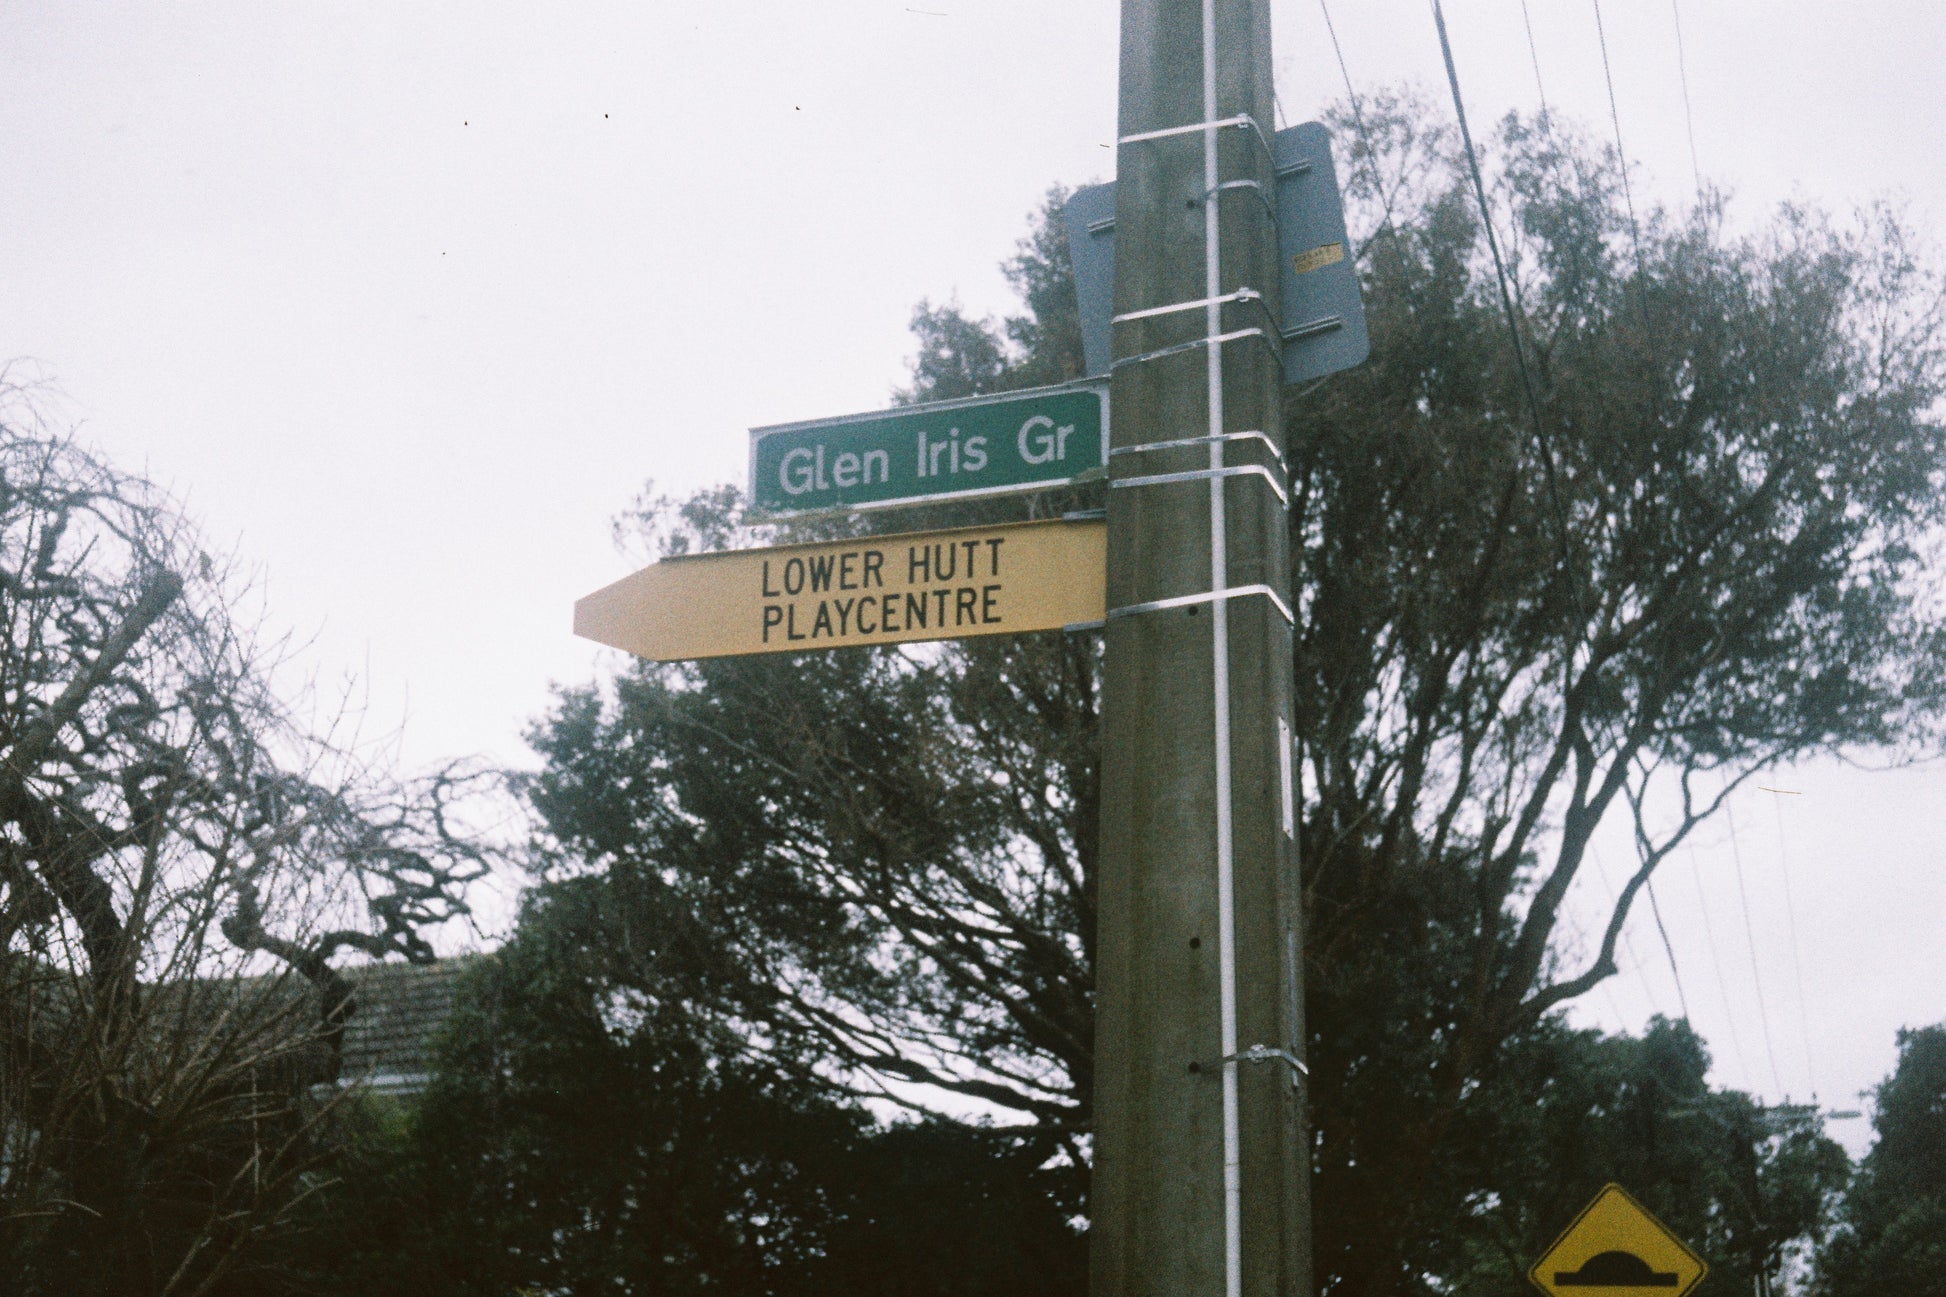 Glen Iris Gr
LOWER HUTT
PLAYCENTRE